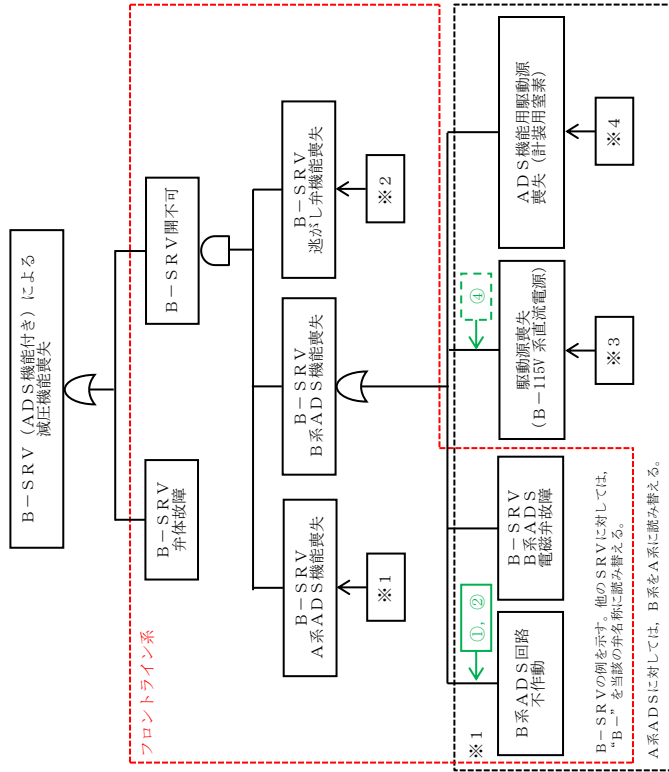 B-SRV(ADS機能付き)による
減圧機能喪失
B-SRV
弁体故障
B-SRV開不可
フロントライン系
B-SRV
A系ADS機能喪失
B-SRV
B系ADS機能喪失
B-SRV
逃がし弁機能喪失
※1
※2
①,②
④
B系ADS回路
不作動
B-SRV
B系ADS
電磁弁故障
駆動源喪失
(B-115V系直流電源)
ADS機能用駆動源
喪失(計装用窒素)
※1
※3
※4
B-SRVの例を示す。他のSRVに対しては,
“B-”を当該の弁名称に読み替える。
A系ADSに対しては,B系をA系に読み替える。